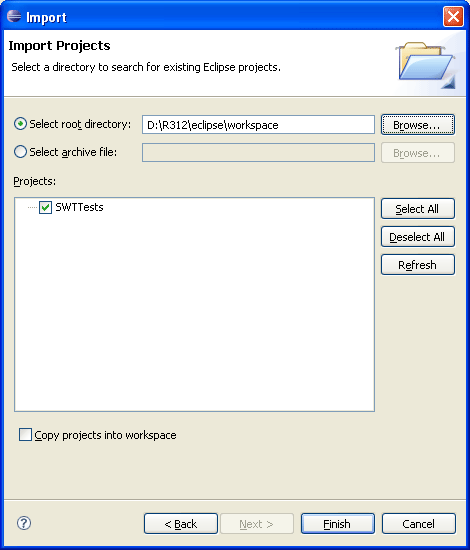 Import
Import Projects
Select a directory to search for existing Eclipse projects.
Select root directory: D:\R312\eclipse\workspace Browse...
Select archive file: Browse...
Projects:
SWTTests
Select All
Deselect All
Refresh
Copy projects into workspace
? < Back Next > Finish Cancel